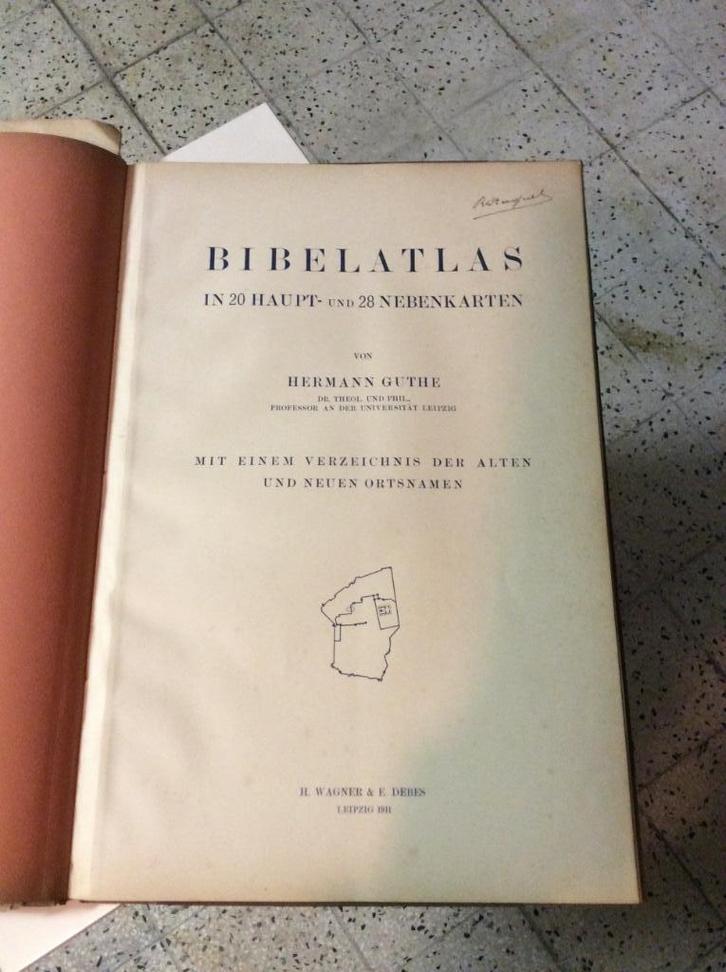 BIBELATLAS
IN 20 HAUPT- UND 28 NEBENKARTEN
VON
HERMANN GUTHE
DR. THEOL. UND PHIL.,
PROFESSOR AN DER UNIVERSITÄT LEIPZIG
MIT EINEM VERZEICHNIS DER ALTEN
UND NEUEN ORTSNAMEN
H. WAGNER & E. DEBES
LEIPZIG 1911